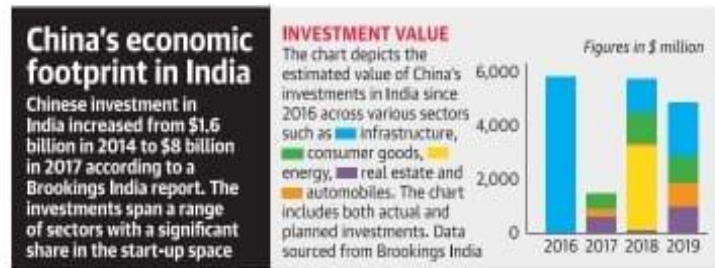 China's economic
footprint in India
Chinese investment in
India increased from $1.6
billion in 2014 to $8 billion
in 2017 according to a
Brookings India report. The
investments span a range
of sectors with a significant
share in the start-up space
INVESTMENT VALUE
The chart depicts the
estimated value of China's
investments in India since
2016 across various sectors
such as infrastructure,
consumer goods,
energy, real estate and
automobiles. The chart
includes both actual and
planned investments. Data
sourced from Brookings India
Figures in $ million
6,000
4,000
2,000
0
2016 2017 2018 2019